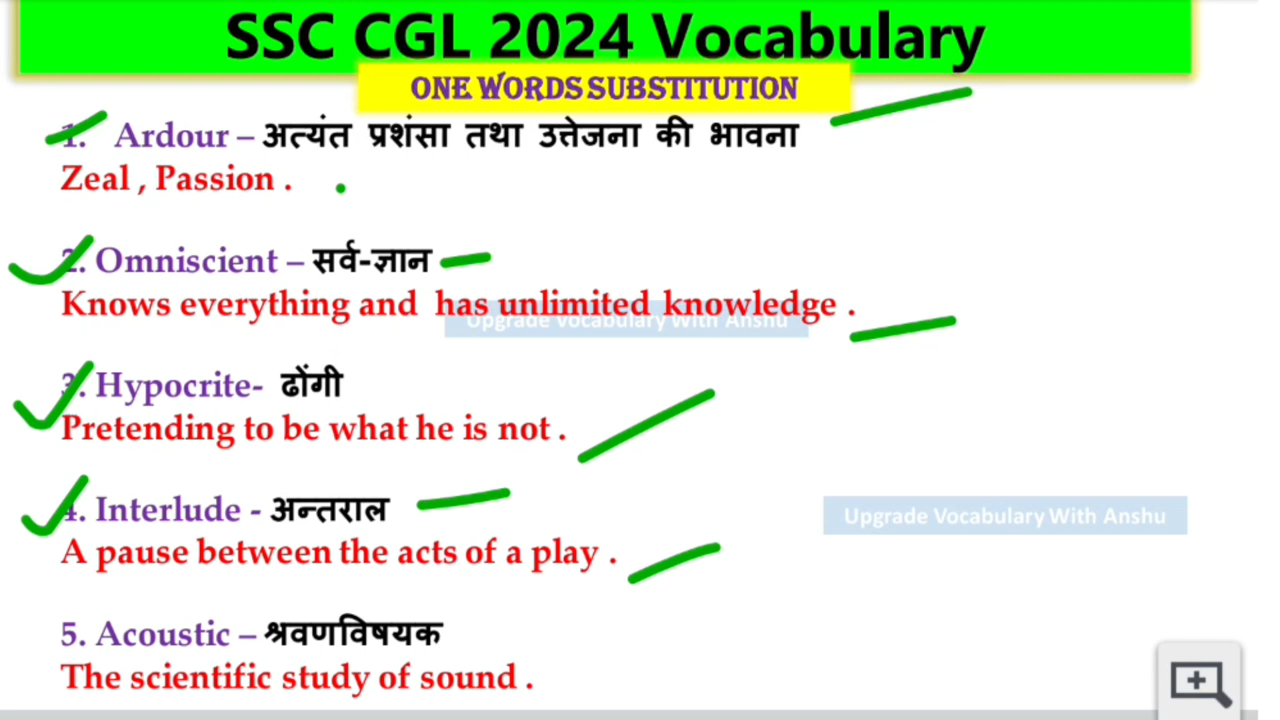 SSC CGL 2024 Vocabulary
ONE WORDS SUBSTITUTION
1. Ardour – अत्यंत प्रशंसा तथा उत्तेजना की भावना
Zeal , Passion .
2. Omniscient – सर्व-ज्ञान
Knows everything and has unlimited knowledge .
Upgrade Vocabulary With Anshu
3. Hypocrite- ढोंगी
Pretending to be what he is not .
4. Interlude - अन्तराल
Upgrade Vocabulary With Anshu
A pause between the acts of a play .
5. Acoustic – श्रवणविषयक
The scientific study of sound .